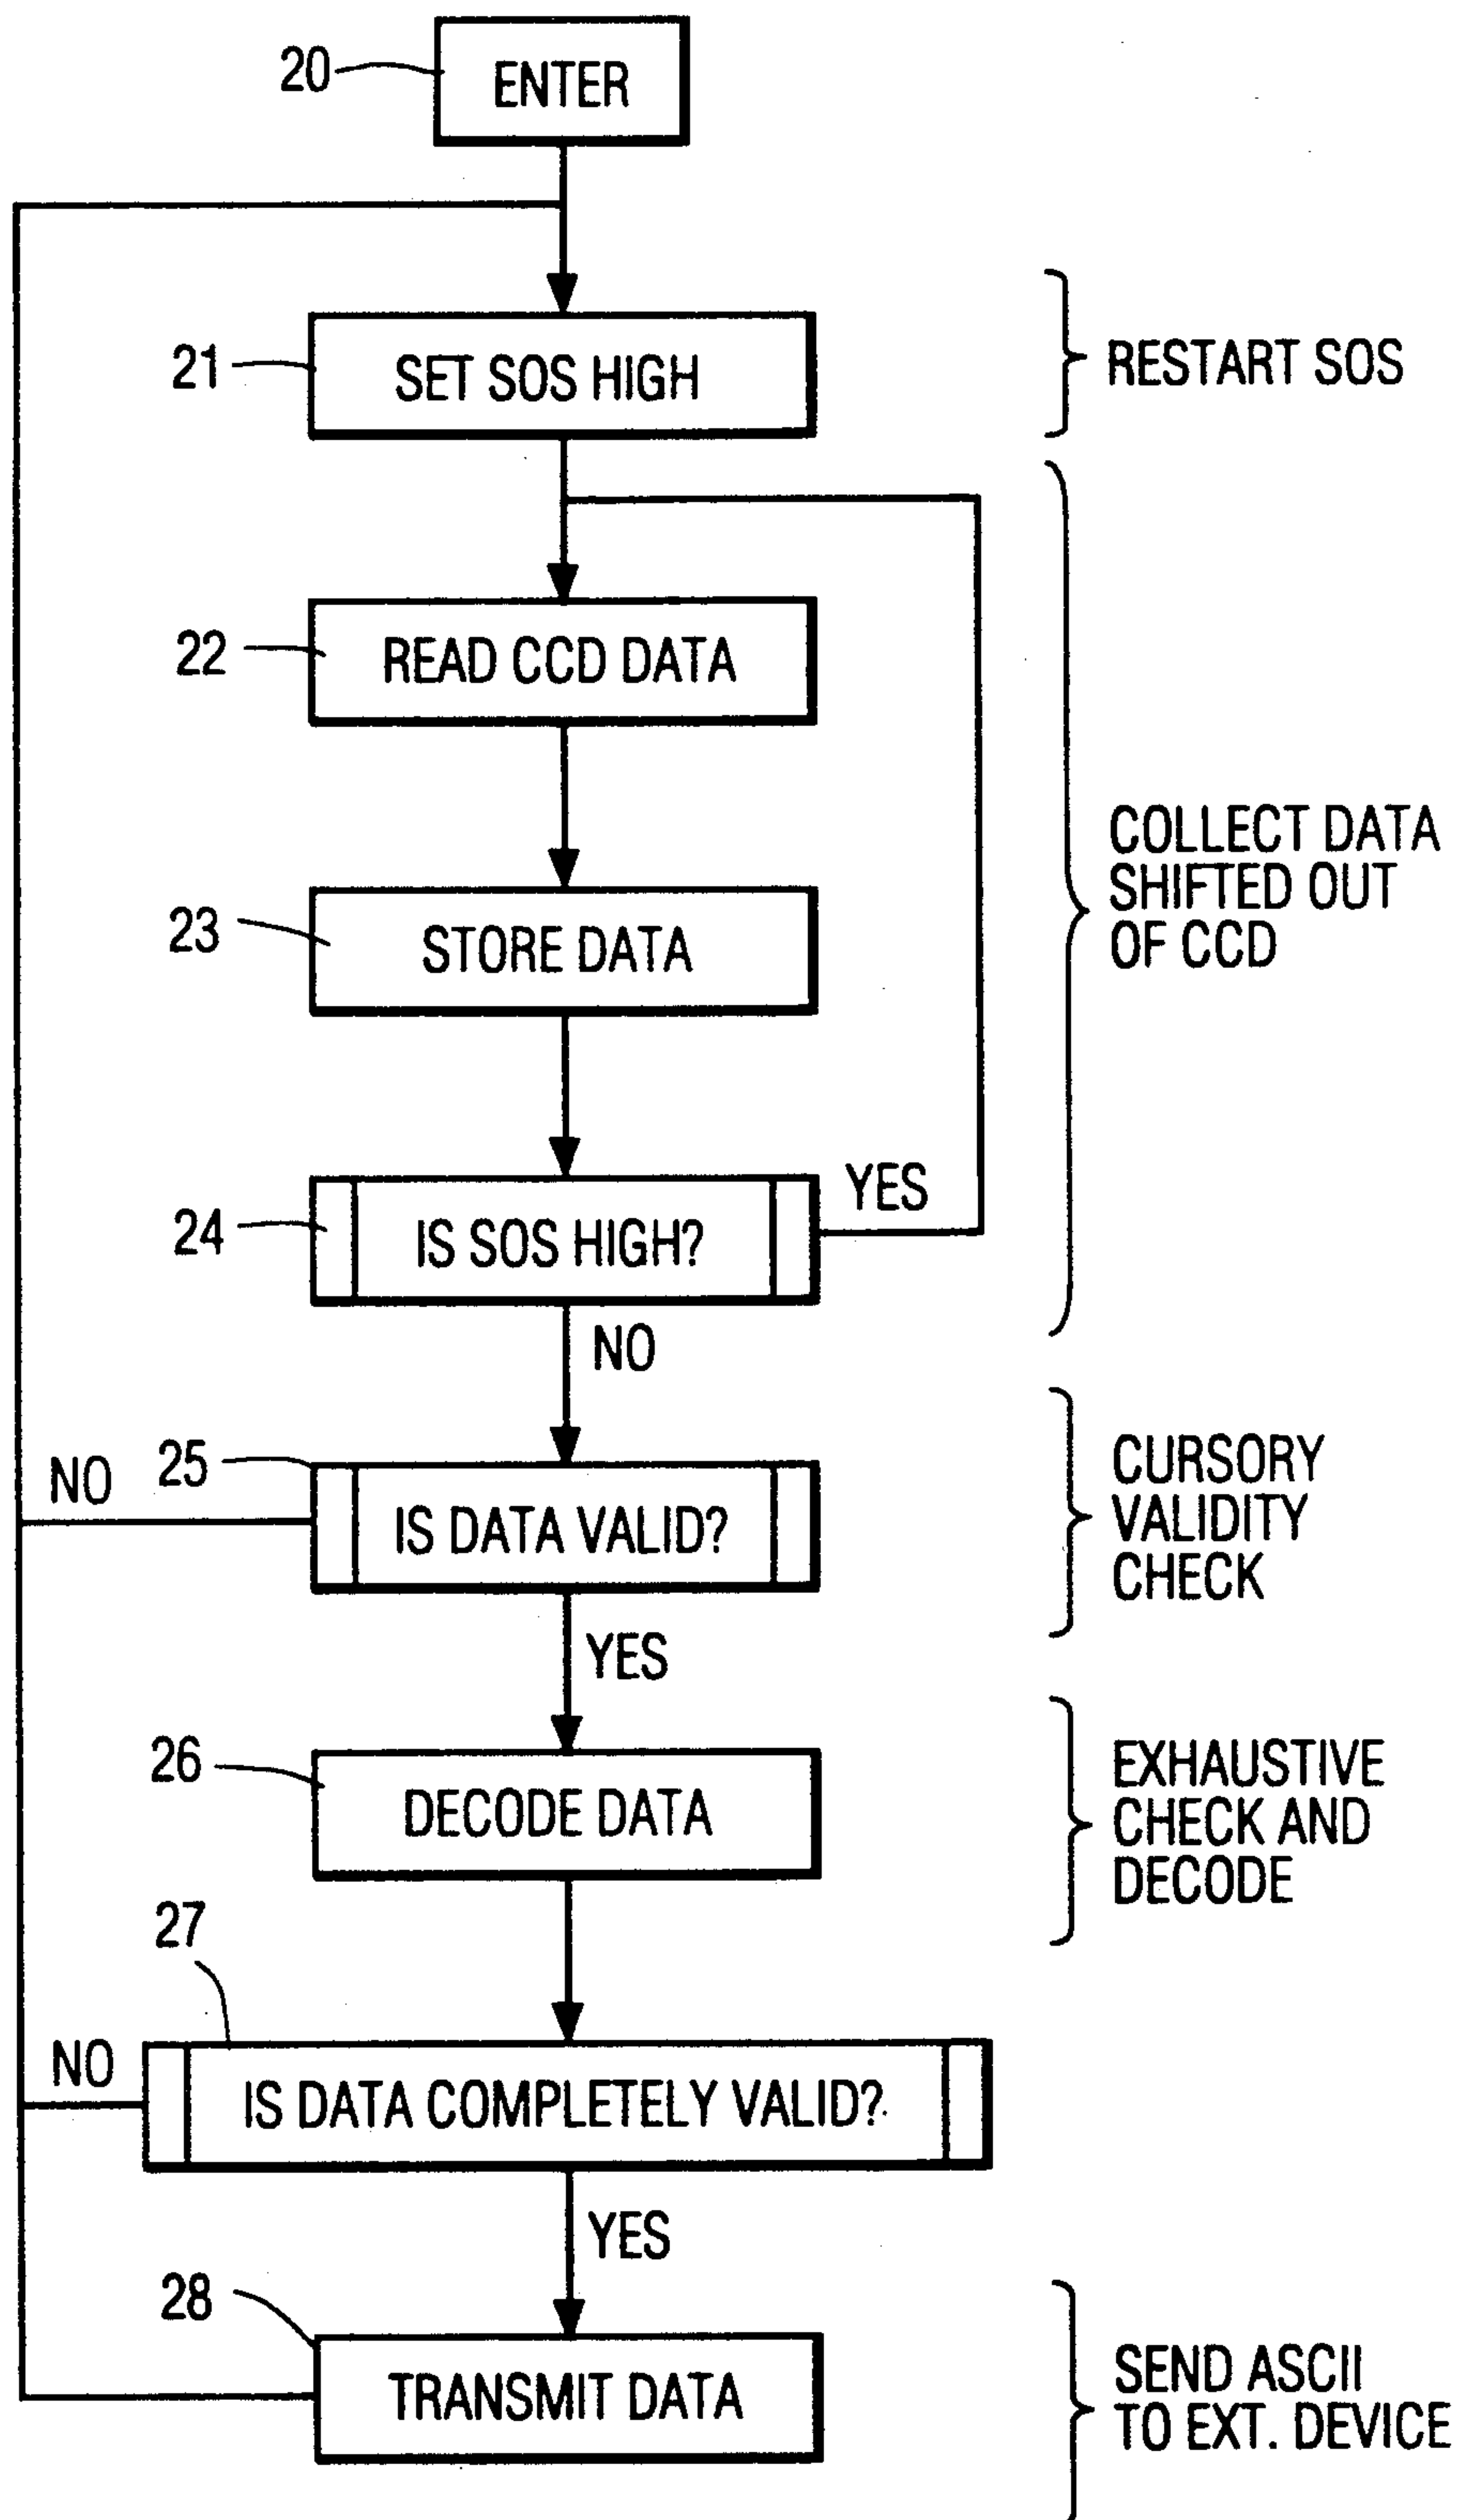 20
ENTER
21
SET SOS HIGH
RESTART SOS
22
READ CCD DATA
COLLECT DATA
SHIFTED OUT
OF CCD
23
STORE DATA
24
IS SOS HIGH?
YES
NO
NO
25
IS DATA VALID?
CURSORY
VALIDITY
CHECK
YES
26
DECODE DATA
EXHAUSTIVE
CHECK AND
DECODE
27
NO
IS DATA COMPLETELY VALID?
YES
28
TRANSMIT DATA
SEND ASCII
TO EXT. DEVICE